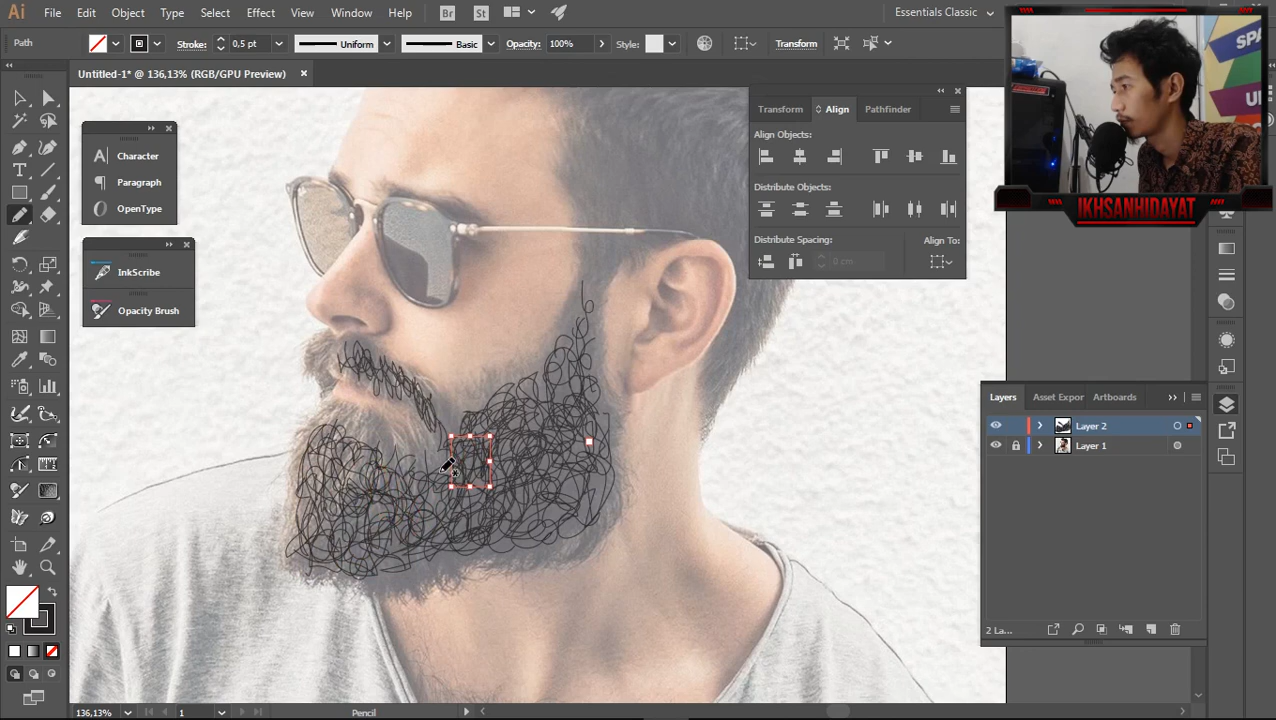 Ai File Edit Object Type Select Effect View Window Help Br St Essentials Classic
Path Stroke: 0,5 pt Uniform Basic Opacity: 100% Style: Transform
Untitled-1* @ 136,13% (RGB/GPU Preview)
Transform Align Pathfinder
Align Objects:
Distribute Objects:
Distribute Spacing: Align To:
0 cm
Character
Paragraph
OpenType
InkScribe
Opacity Brush
SPA
IKHSANHIDAYAT
Layers Asset Expor Artboards
Layer 2
Layer 1
2 La...
136,13% 1 Pencil